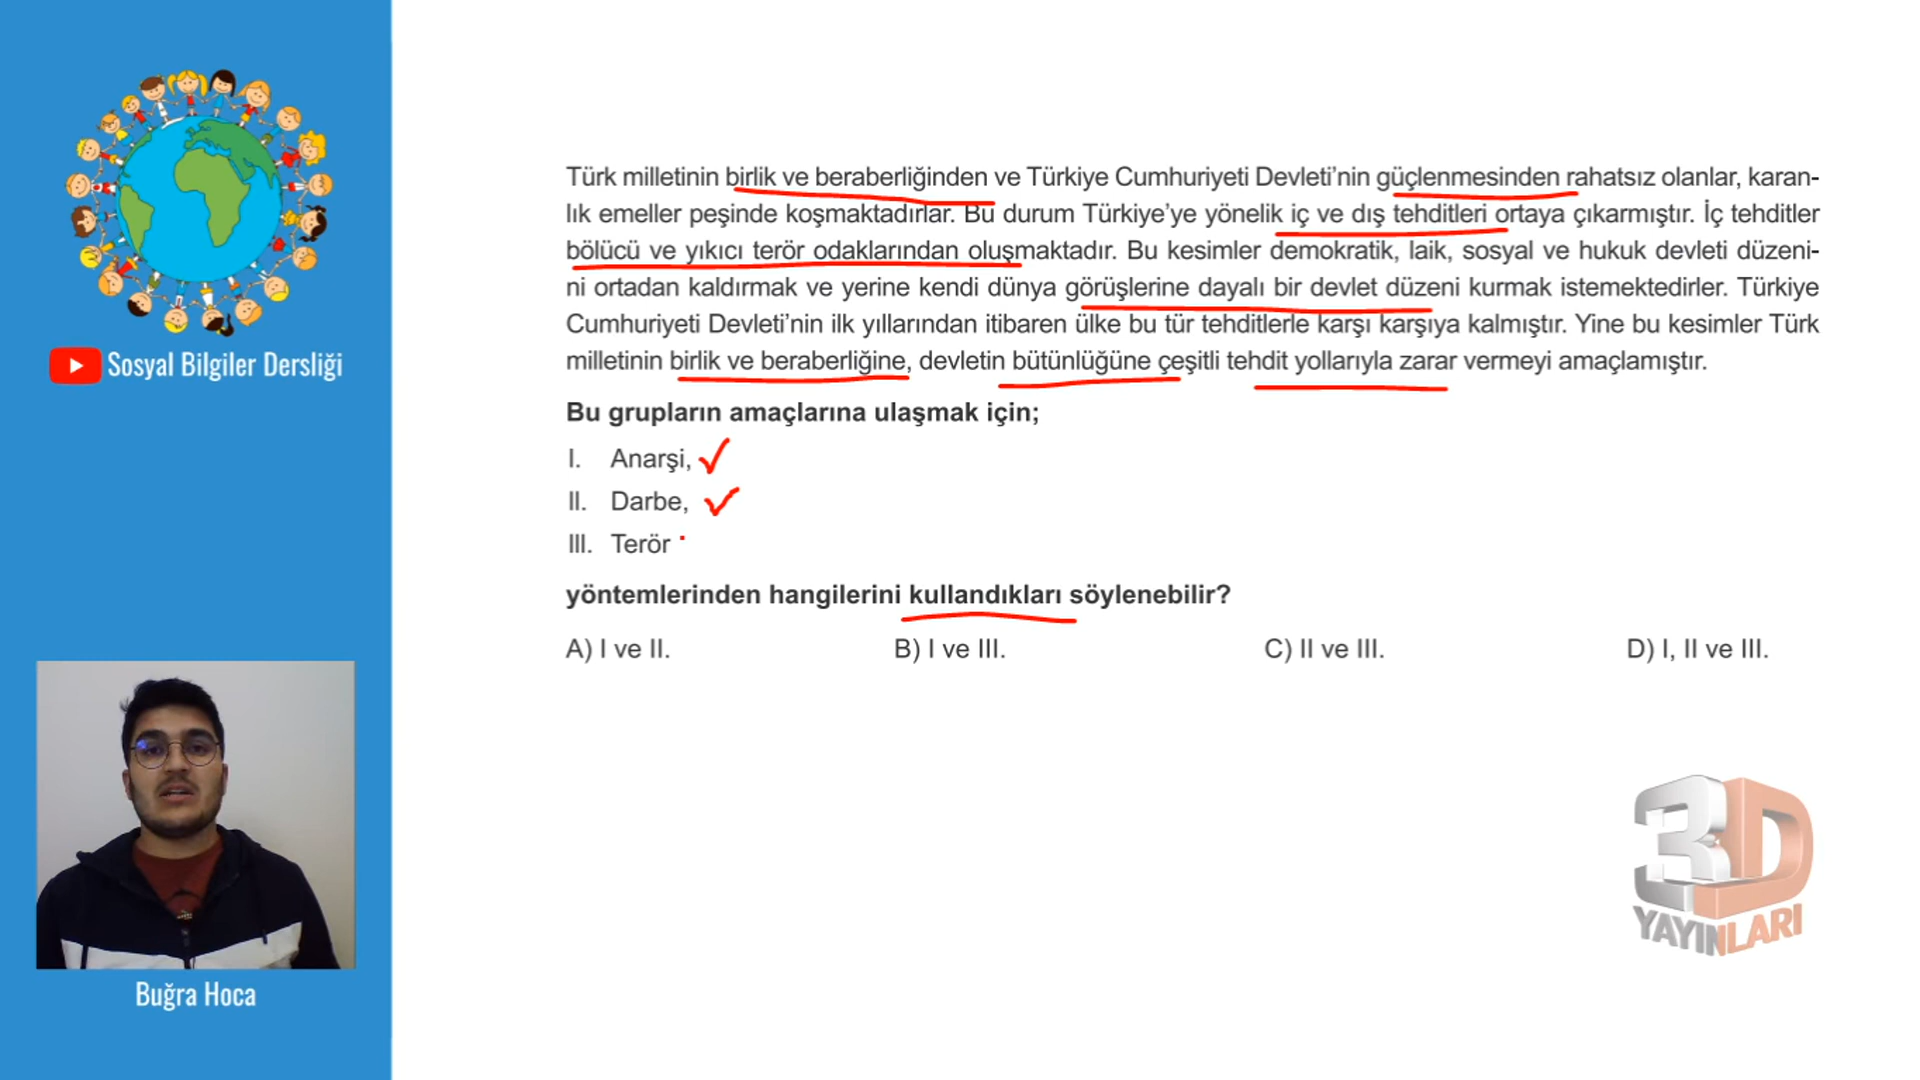 Türk milletinin birlik ve beraberliğinden ve Türkiye Cumhuriyeti Devleti’nin güçlenmesinden rahatsız olanlar, karan-
lık emeller peşinde koşmaktadırlar. Bu durum Türkiye’ye yönelik iç ve dış tehditleri ortaya çıkarmıştır. İç tehditler
bölücü ve yıkıcı terör odaklarından oluşmaktadır. Bu kesimler demokratik, laik, sosyal ve hukuk devleti düzeni-
ni ortadan kaldırmak ve yerine kendi dünya görüşlerine dayalı bir devlet düzeni kurmak istemektedirler. Türkiye
Cumhuriyeti Devleti’nin ilk yıllarından itibaren ülke bu tür tehditlerle karşı karşıya kalmıştır. Yine bu kesimler Türk
milletinin birlik ve beraberliğine, devletin bütünlüğüne çeşitli tehdit yollarıyla zarar vermeyi amaçlamıştır.
Bu grupların amaçlarına ulaşmak için;
I. Anarşi,
II. Darbe,
III. Terör
yöntemlerinden hangilerini kullandıkları söylenebilir?
A) I ve II. B) I ve III. C) II ve III. D) I, II ve III.
Sosyal Bilgiler Dersliği
Buğra Hoca
3D
YAYINLARI